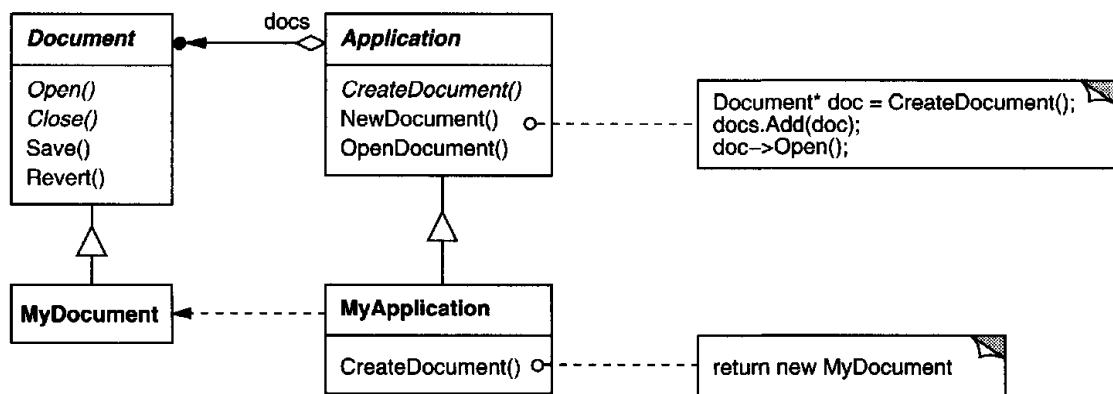 docs
Document
Open()
Close()
Save()
Revert()
Application
CreateDocument()
NewDocument()
OpenDocument()
Document* doc = CreateDocument();
docs.Add(doc);
doc−>Open();
MyDocument
MyApplication
CreateDocument()
return new MyDocument